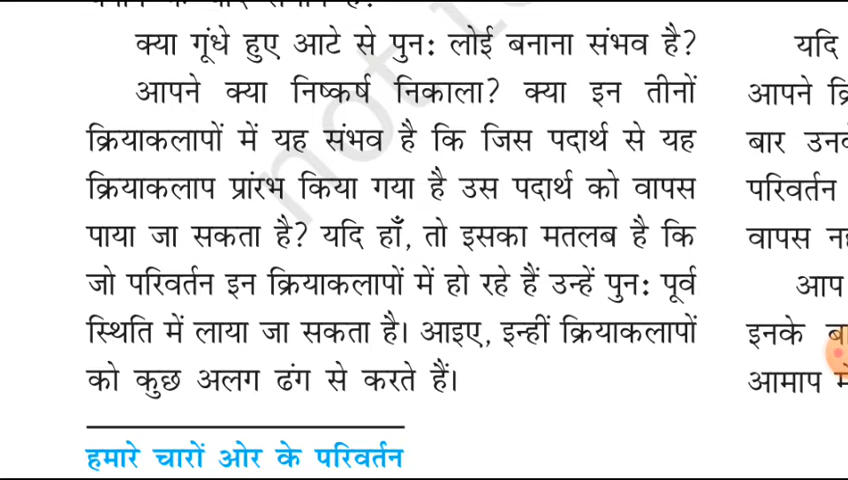 क्या गूंधे हुए आटे से पुन: लोई बनाना संभव है?
आपने क्या निष्कर्ष निकाला? क्या इन तीनों
क्रियाकलापों में यह संभव है कि जिस पदार्थ से यह
क्रियाकलाप प्रारंभ किया गया है उस पदार्थ को वापस
पाया जा सकता है? यदि हाँ, तो इसका मतलब है कि
जो परिवर्तन इन क्रियाकलापों में हो रहे हैं उन्हें पुन: पूर्व
स्थिति में लाया जा सकता है। आइए, इन्हीं क्रियाकलापों
को कुछ अलग ढंग से करते हैं।
हमारे चारों ओर के परिवर्तन
यदि
आपने
बार
परिवर्तन
वापस
आप
इनके
आमाप
not